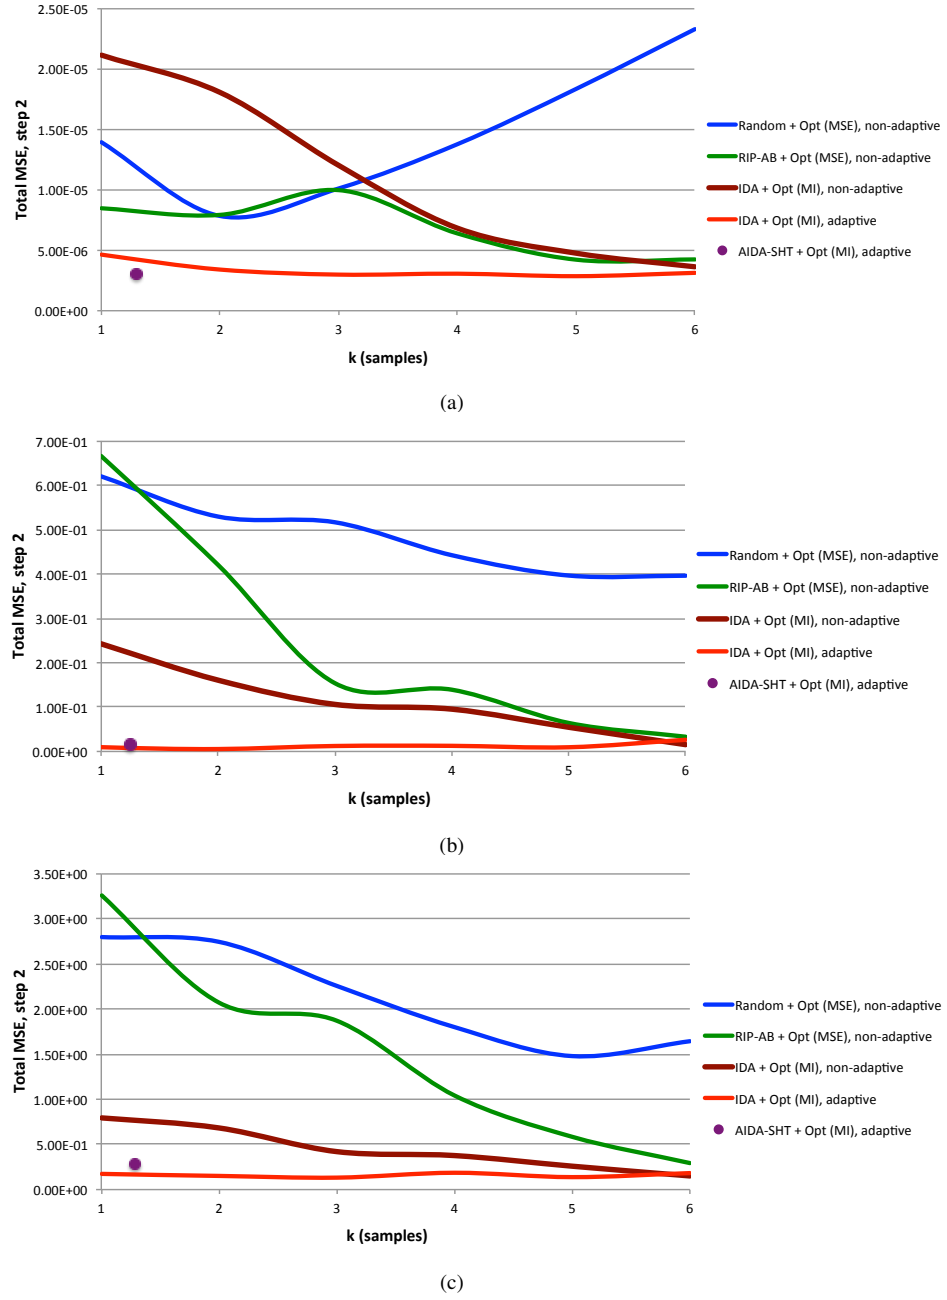 2.50E-05
2.00E-05
1.50E-05
1.00E-05
5.00E-06
0.00E+00
Total MSE, step 2
1 2 3 4 5 6
k (samples)
Random + Opt (MSE), non-adaptive
RIP-AB + Opt (MSE), non-adaptive
IDA + Opt (MI), non-adaptive
IDA + Opt (MI), adaptive
AIDA-SHT + Opt (MI), adaptive
(a)
7.00E-01
6.00E-01
5.00E-01
4.00E-01
3.00E-01
2.00E-01
1.00E-01
0.00E+00
Total MSE, step 2
1 2 3 4 5 6
k (samples)
Random + Opt (MSE), non-adaptive
RIP-AB + Opt (MSE), non-adaptive
IDA + Opt (MI), non-adaptive
IDA + Opt (MI), adaptive
AIDA-SHT + Opt (MI), adaptive
(b)
3.50E+00
3.00E+00
2.50E+00
2.00E+00
1.50E+00
1.00E+00
5.00E-01
0.00E+00
Total MSE, step 2
1 2 3 4 5 6
k (samples)
Random + Opt (MSE), non-adaptive
RIP-AB + Opt (MSE), non-adaptive
IDA + Opt (MI), non-adaptive
IDA + Opt (MI), adaptive
AIDA-SHT + Opt (MI), adaptive
(c)